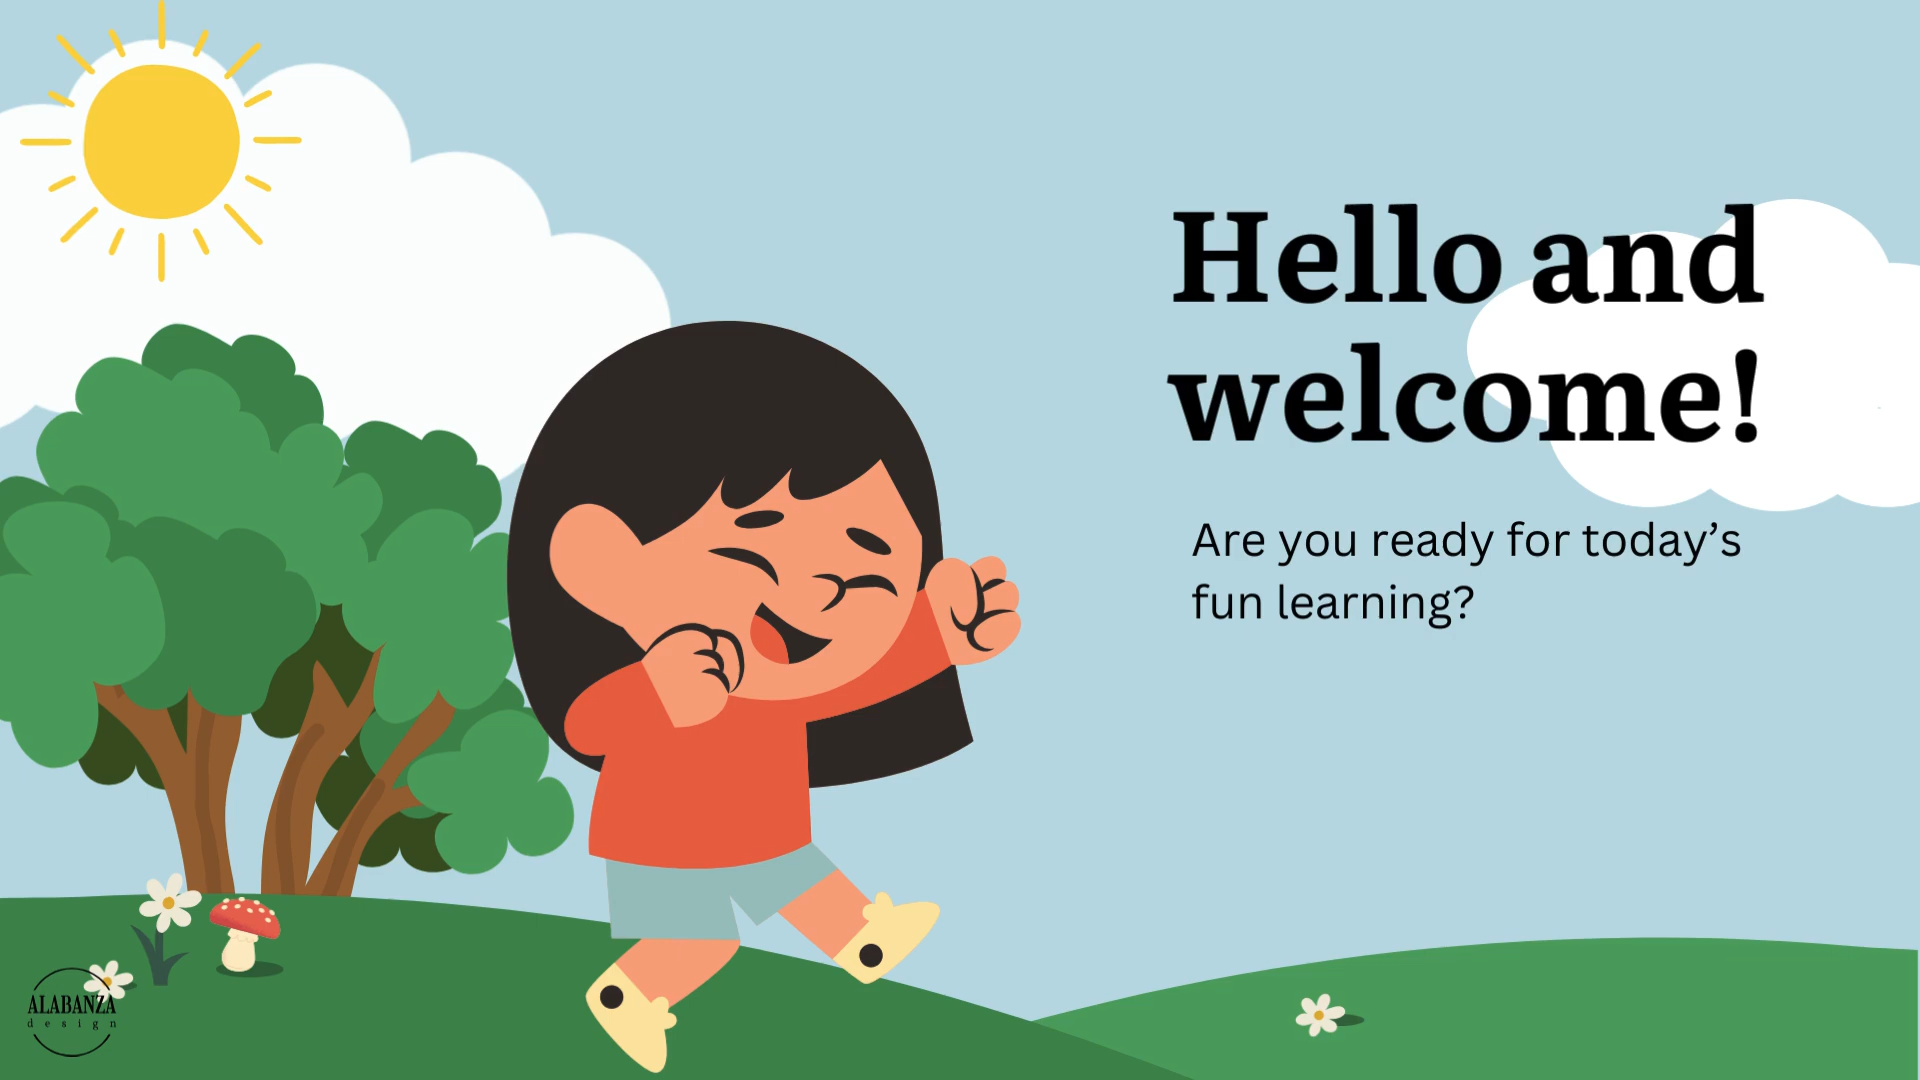 Hello and
welcome!
Are you ready for today’s
fun learning?
ALABANZA
design